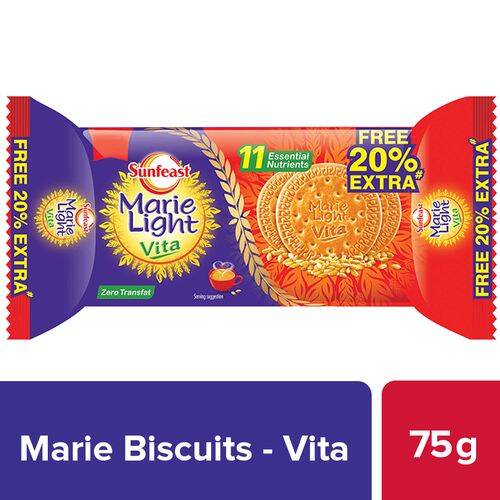 FREE 20% EXTRA#
Sunfeast
Marie
Light
Vita
Sunfeast
Marie
Light
Vita
Zero Transfat
Serving suggestion
11 Essential
Nutrients
Marie
Light
Vita
FREE
20%
EXTRA#
Sunfeast
Marie
Light
Vita
FREE 20% EXTRA#
Marie Biscuits - Vita
75g